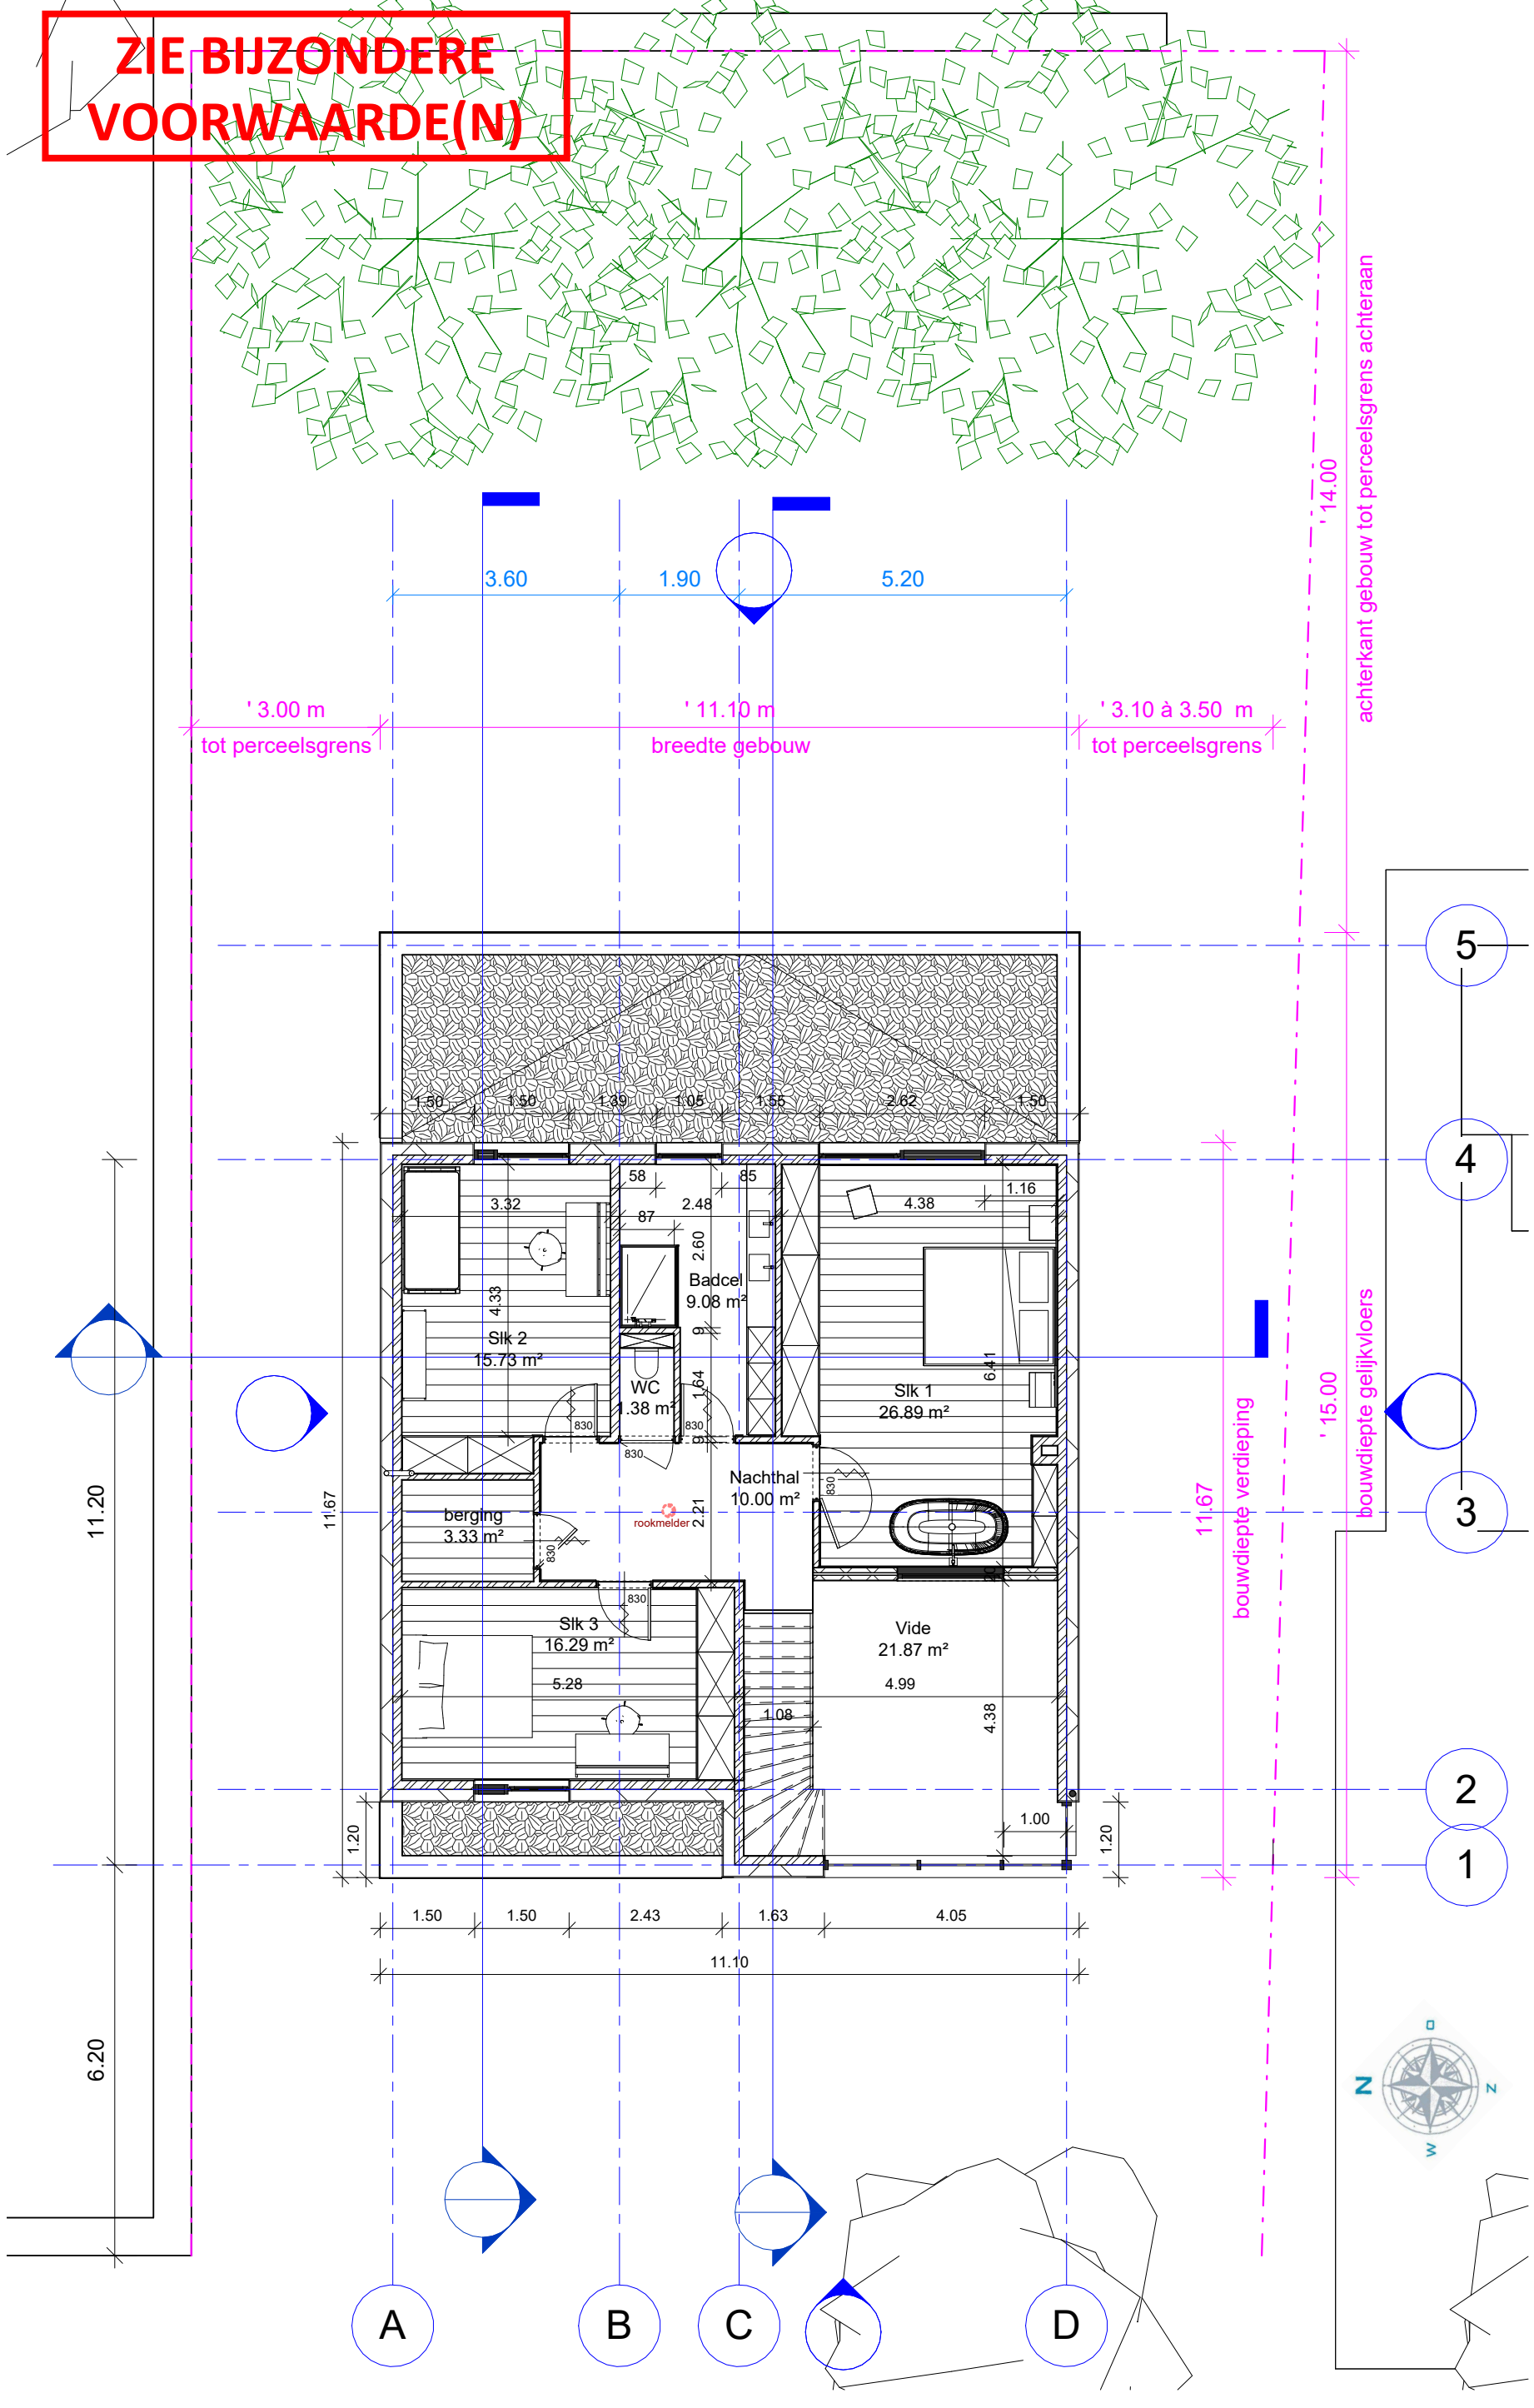 ZIE BIJZONDERE
VOORWAARDE(N)
' 14.00
achterkant gebouw tot perceelsgrens achteraan
3.60
1.90
5.20
' 3.00 m
tot perceelsgrens
' 11.10 m
breedte gebouw
' 3.10 à 3.50 m
tot perceelsgrens
5
1.50
1.50
1.39
1.05
1.55
2.62
1.50
4
58
85
1.16
3.32
87
2.48
4.38
2.60
Badcel
9.08 m²
4.33
9
Slk 2
15.73 m²
6.41
WC
1.38 m²
1.64
Slk 1
26.89 m²
830
830
830
9
Nachthal
10.00 m²
830
berging
3.33 m²
rookmelder
2.21
830
3
11.20
11.67
11.67
bouwdiepte verdieping
' 15.00
bouwdiepte gelijkvloers
830
Slk 3
16.29 m²
Vide
21.87 m²
5.28
4.99
1.08
4.38
2
1.20
1.00
1.20
1
1.50
1.50
2.43
1.63
4.05
11.10
6.20
O
N
Z
W
A
B
C
D